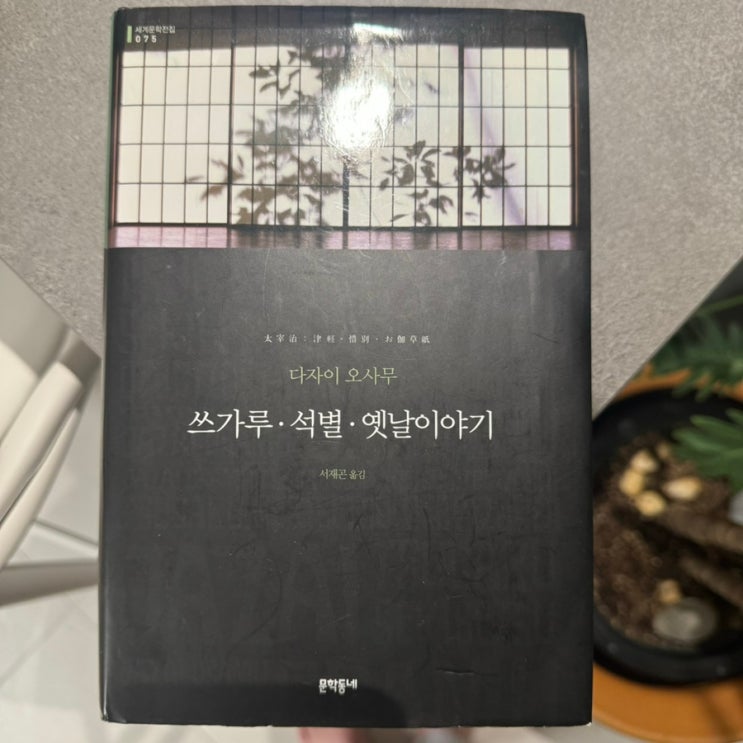 세계문학전집
075
太宰治：津軽・惜別・お伽草紙
다자이 오사무
쓰가루·석별·옛날이야기
서재곤 옮김
문학동네